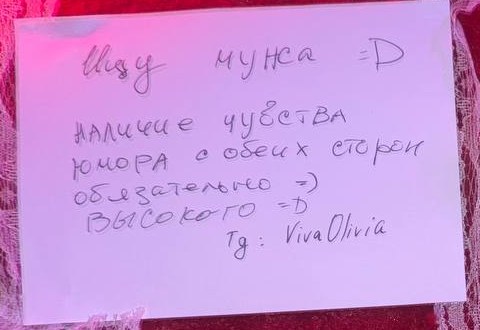 Ищу мужа =D
НАЛИЧИЕ ЧУВСТВА
ЮМОРА С ОБЕИХ СТОРОН
ОБЯЗАТЕЛЬНО =)
ВЫСОКОГО =D
Tg: VivaOlivia